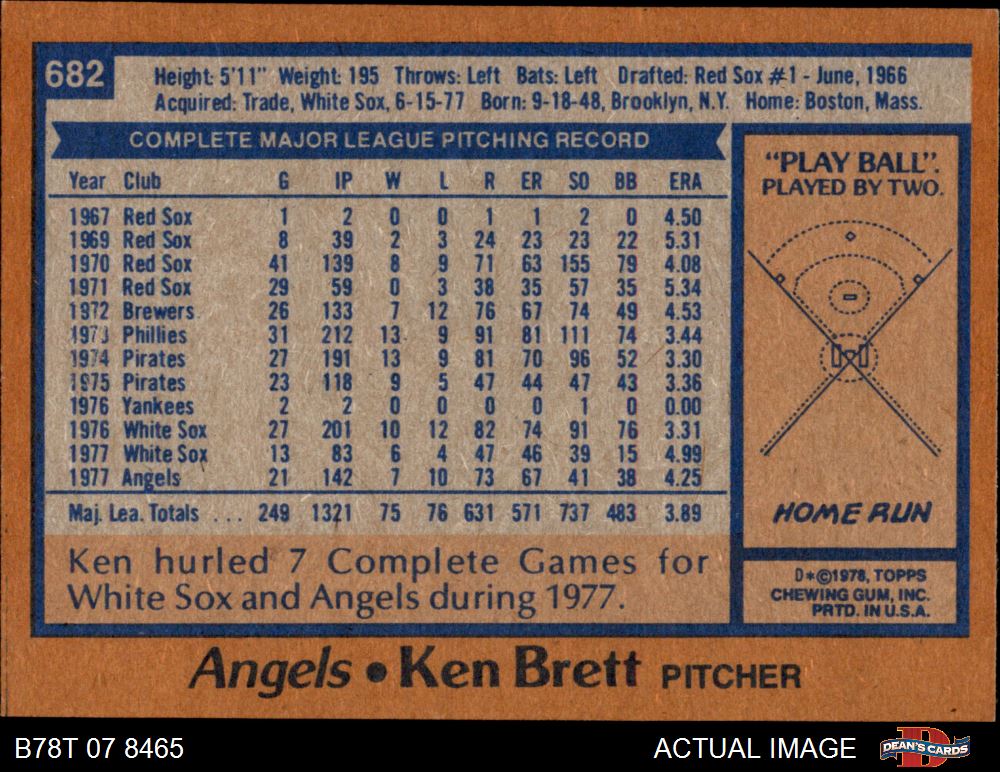 682
Height: 5'11" Weight: 195 Throws: Left Bats: Left Drafted: Red Sox #1 - June, 1966
Acquired: Trade, White Sox, 6-15-77 Born: 9-18-48, Brooklyn, N.Y. Home: Boston, Mass.
COMPLETE MAJOR LEAGUE PITCHING RECORD
Year Club G IP W L R ER SO BB ERA
1967 Red Sox 1 2 0 0 1 1 2 0 4.50
1969 Red Sox 8 39 2 3 24 23 23 22 5.31
1970 Red Sox 41 139 8 9 71 63 155 79 4.08
1971 Red Sox 29 59 0 3 38 35 57 35 5.34
1972 Brewers 26 133 7 12 76 67 74 49 4.53
1973 Phillies 31 212 13 9 91 81 111 74 3.44
1974 Pirates 27 191 13 9 81 70 96 52 3.30
1975 Pirates 23 118 9 5 47 44 47 43 3.36
1976 Yankees 2 2 0 0 0 0 1 0 0.00
1976 White Sox 27 201 10 12 82 74 91 76 3.31
1977 White Sox 13 83 6 4 47 46 39 15 4.99
1977 Angels 21 142 7 10 73 67 41 38 4.25
Maj. Lea. Totals ... 249 1321 75 76 631 571 737 483 3.89
Ken hurled 7 Complete Games for
White Sox and Angels during 1977.
"PLAY BALL".
PLAYED BY TWO.
HOME RUN
D*©1978, TOPPS
CHEWING GUM, INC.
PRTD. IN U.S.A.
Angels • Ken Brett PITCHER
B78T 07 8465
ACTUAL IMAGE
D
DEAN'S CARDS